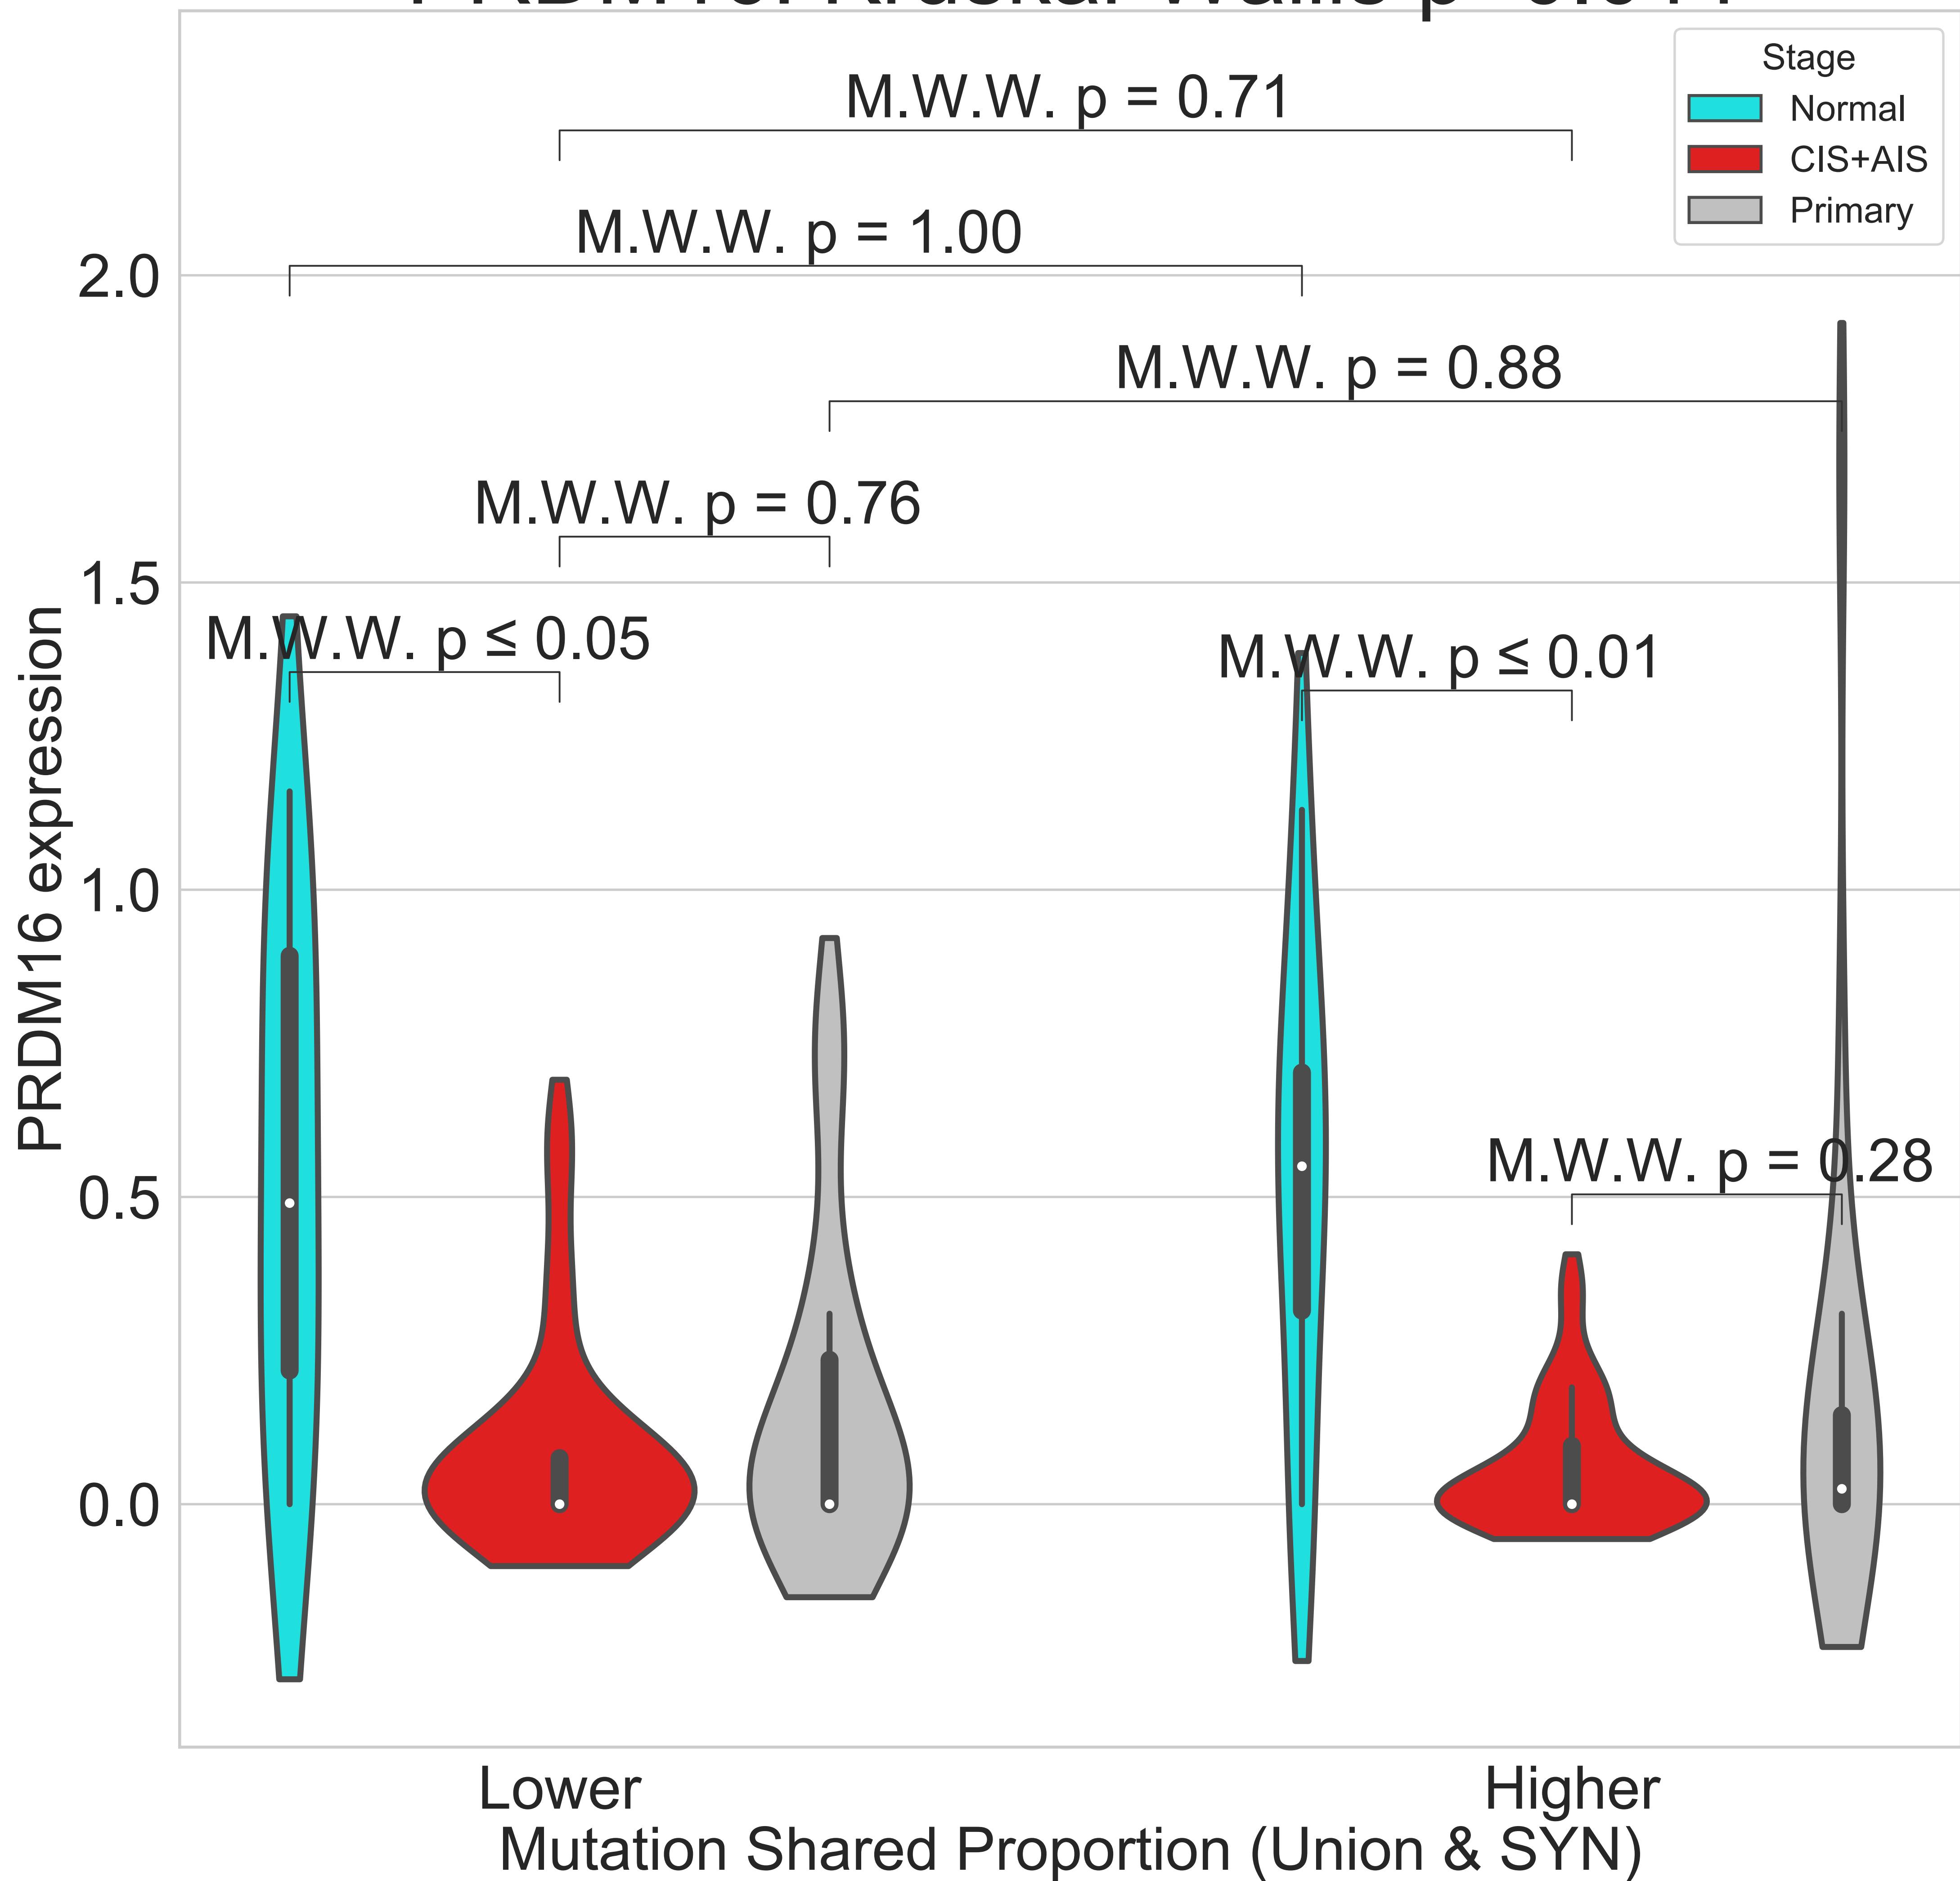 Stage
Normal
CIS+AIS
Primary
M.W.W. p = 0.71
M.W.W. p = 1.00
M.W.W. p = 0.88
M.W.W. p = 0.76
M.W.W. p ≤ 0.05
M.W.W. p ≤ 0.01
M.W.W. p = 0.28
PRDM16 expression
2.0
1.5
1.0
0.5
0.0
Lower
Higher
Mutation Shared Proportion (Union & SYN)